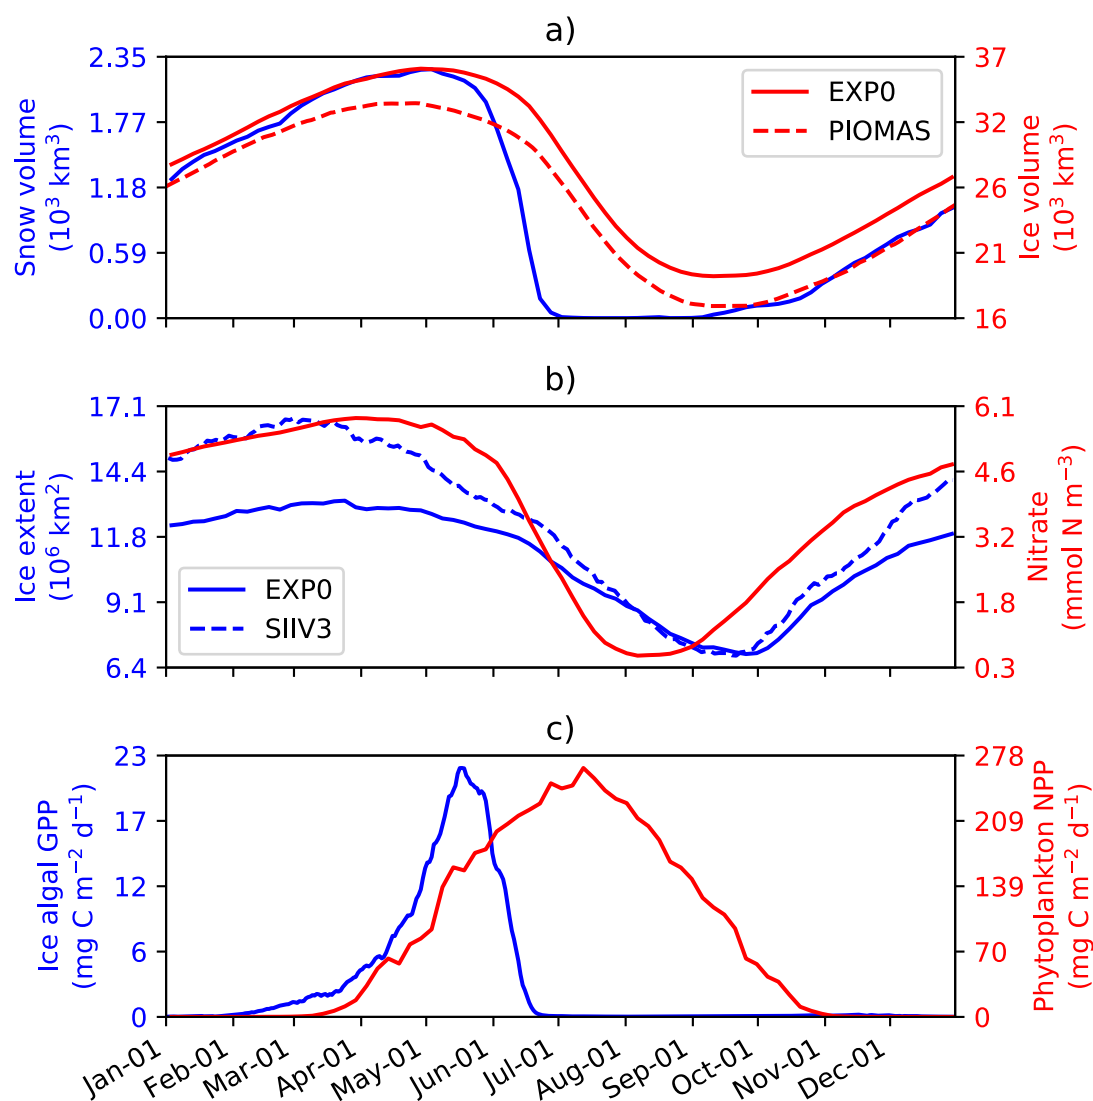 a)
2.35
1.77
1.18
0.59
0.00
Snow volume
(10³ km³)
EXP0
PIOMAS
37
32
26
21
16
Ice volume
(10³ km³)
b)
17.1
14.4
11.8
9.1
6.4
Ice extent
(10⁶ km²)
EXP0
SIIV3
6.1
4.6
3.2
1.8
0.3
Nitrate
(mmol N m⁻³)
c)
23
17
12
6
0
Ice algal GPP
(mg C m⁻² d⁻¹)
278
209
139
70
0
Phytoplankton NPP
(mg C m⁻² d⁻¹)
Jan-01
Feb-01
Mar-01
Apr-01
May-01
Jun-01
Jul-01
Aug-01
Sep-01
Oct-01
Nov-01
Dec-01